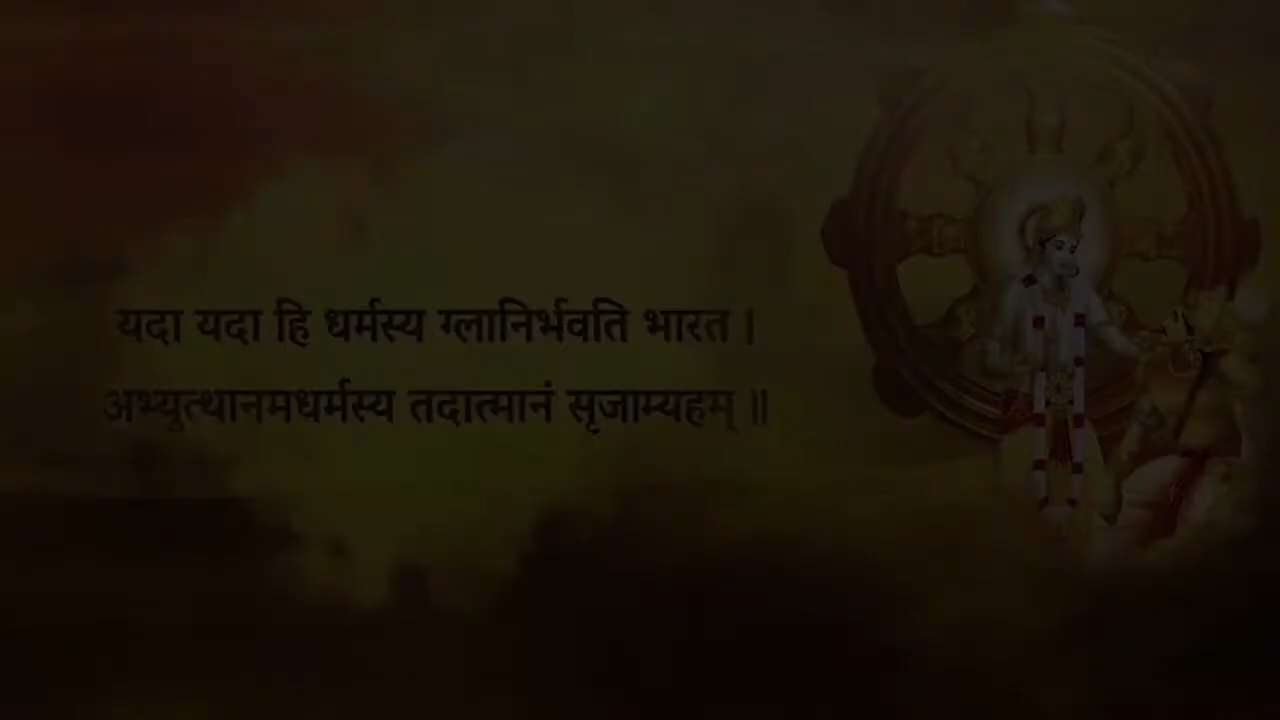 यदा यदा हि धर्मस्य ग्लानिर्भवति भारत ।
अभ्युत्थानमधर्मस्य तदात्मानं सृजाम्यहम् ॥